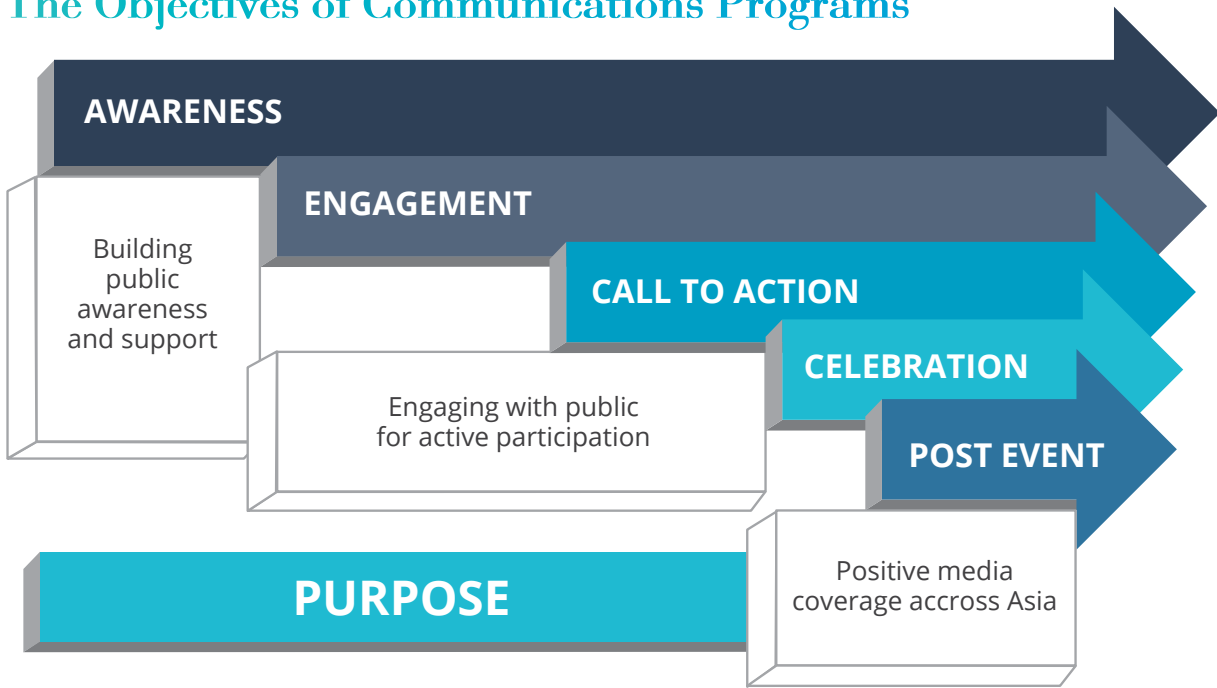 The Objectives of Communications Programs
AWARENESS
ENGAGEMENT
Building
public
awareness
and support
CALL TO ACTION
CELEBRATION
Engaging with public
for active participation
POST EVENT
PURPOSE
Positive media
coverage accross Asia